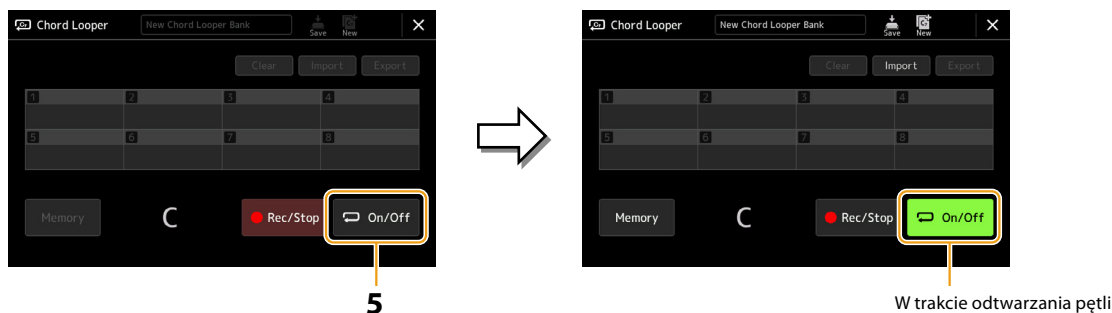 Chord Looper New Chord Looper Bank Save New
Clear Import Export
1 2 3 4
5 6 7 8
Memory C Rec/Stop On/Off
5
Chord Looper New Chord Looper Bank Save New
Clear Import Export
1 2 3 4
5 6 7 8
Memory C Rec/Stop On/Off
W trakcie odtwarzania pętli